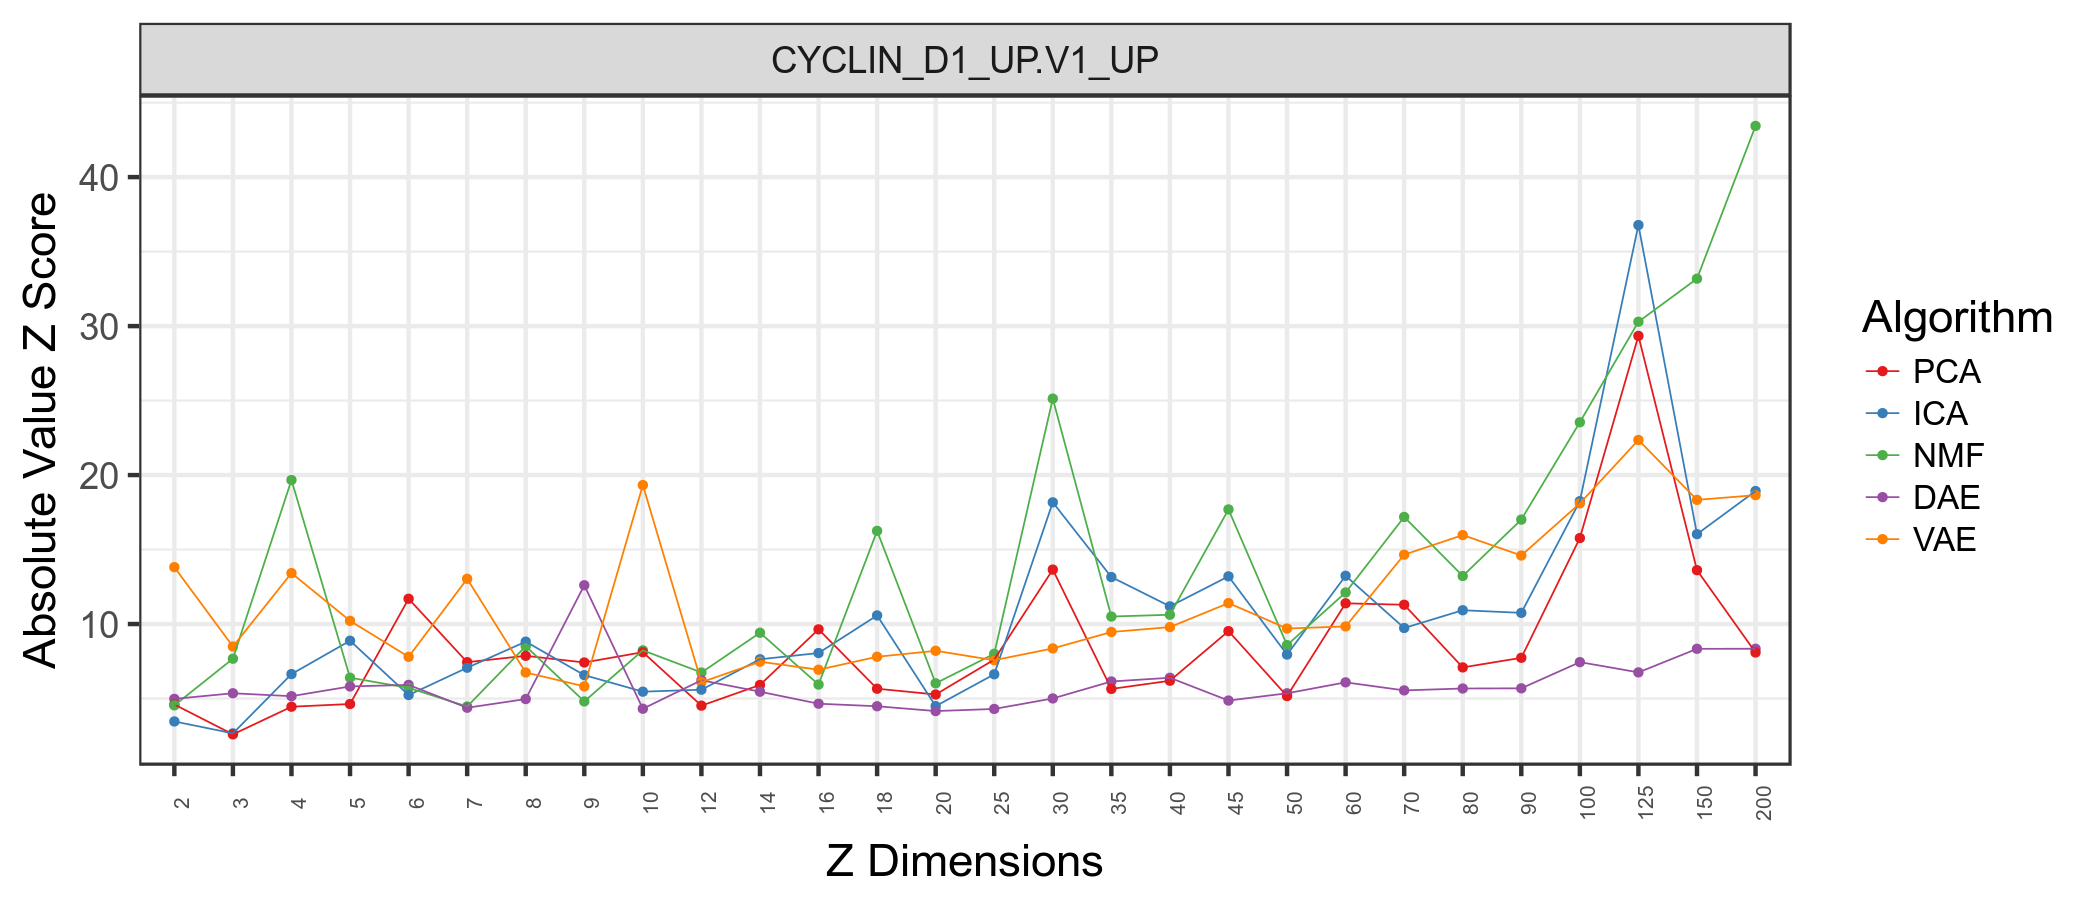 CYCLIN_D1_UP.V1_UP
Absolute Value Z Score
40
30
20
10
2 3 4 5 6 7 8 9 10 12 14 16 18 20 25 30 35 40 45 50 60 70 80 90 100 125 150 200
Z Dimensions
Algorithm
PCA
ICA
NMF
DAE
VAE